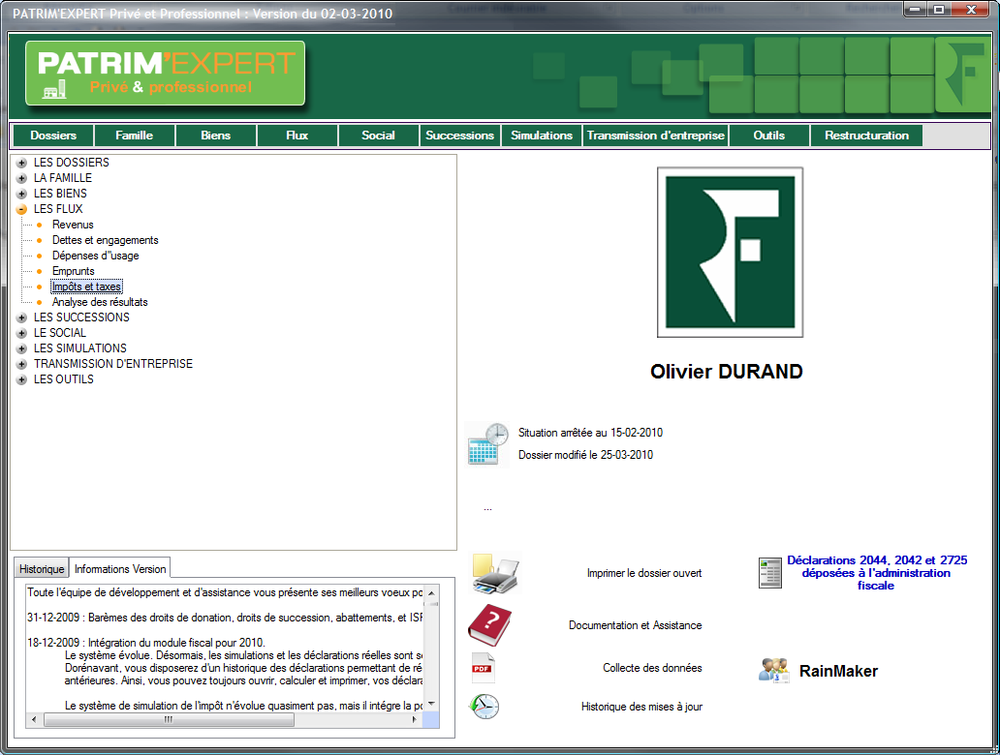 PATRIM'EXPERT Privé et Professionnel : Version du 02-03-2010
PATRIM'EXPERT
Privé & professionnel
Dossiers Famille Biens Flux Social Successions Simulations Transmission d'entreprise Outils Restructuration
LES DOSSIERS
LA FAMILLE
LES BIENS
LES FLUX
Revenus
Dettes et engagements
Dépenses d''usage
Emprunts
Impôts et taxes
Analyse des résultats
LES SUCCESSIONS
LE SOCIAL
LES SIMULATIONS
TRANSMISSION D'ENTREPRISE
LES OUTILS
Olivier DURAND
Situation arrêtée au 15-02-2010
Dossier modifié le 25-03-2010
...
Historique Informations Version
Toute l'équipe de développement et d'assistance vous présente ses meilleurs voeux po
31-12-2009 : Barèmes des droits de donation, droits de succession, abattements, et ISF
18-12-2009 : Intégration du module fiscal pour 2010.
Le système évolue. Désormais, les simulations et les déclarations réelles sont s
Dorénavant, vous disposerez d'un historique des déclarations permettant de ré
antérieures. Ainsi, vous pouvez toujours ouvrir, calculer et imprimer, vos déclara
Le système de simulation de l'impôt n'évolue quasiment pas, mais il intégre la po
Imprimer le dossier ouvert
Documentation et Assistance
PDF
Collecte des données
Historique des mises à jour
Déclarations 2044, 2042 et 2725
déposées à l'administration
fiscale
RainMaker